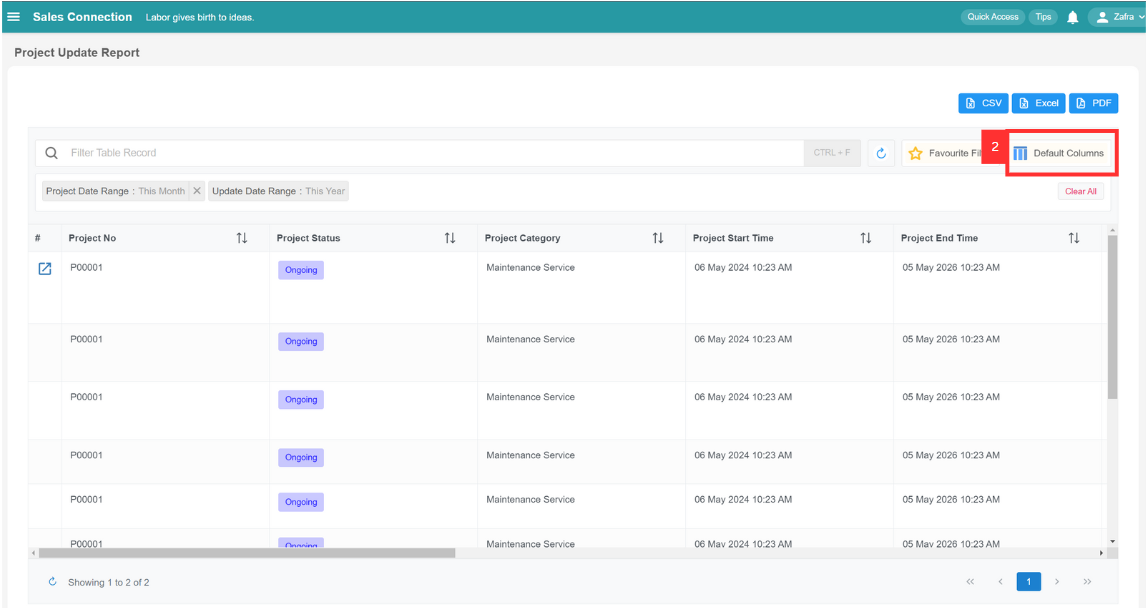 Sales Connection Labor gives birth to ideas. Quick Access Tips Zafra
Project Update Report
CSV Excel PDF
Filter Table Record CTRL + F Favourite Fil 2 Default Columns
Project Date Range : This Month Update Date Range : This Year Clear All
# Project No Project Status Project Category Project Start Time Project End Time
P00001 Ongoing Maintenance Service 06 May 2024 10:23 AM 05 May 2026 10:23 AM
P00001 Ongoing Maintenance Service 06 May 2024 10:23 AM 05 May 2026 10:23 AM
P00001 Ongoing Maintenance Service 06 May 2024 10:23 AM 05 May 2026 10:23 AM
P00001 Ongoing Maintenance Service 06 May 2024 10:23 AM 05 May 2026 10:23 AM
P00001 Ongoing Maintenance Service 06 May 2024 10:23 AM 05 May 2026 10:23 AM
P00001 Ongoing Maintenance Service 06 May 2024 10:23 AM 05 May 2026 10:23 AM
Showing 1 to 2 of 2 << < 1 > >>